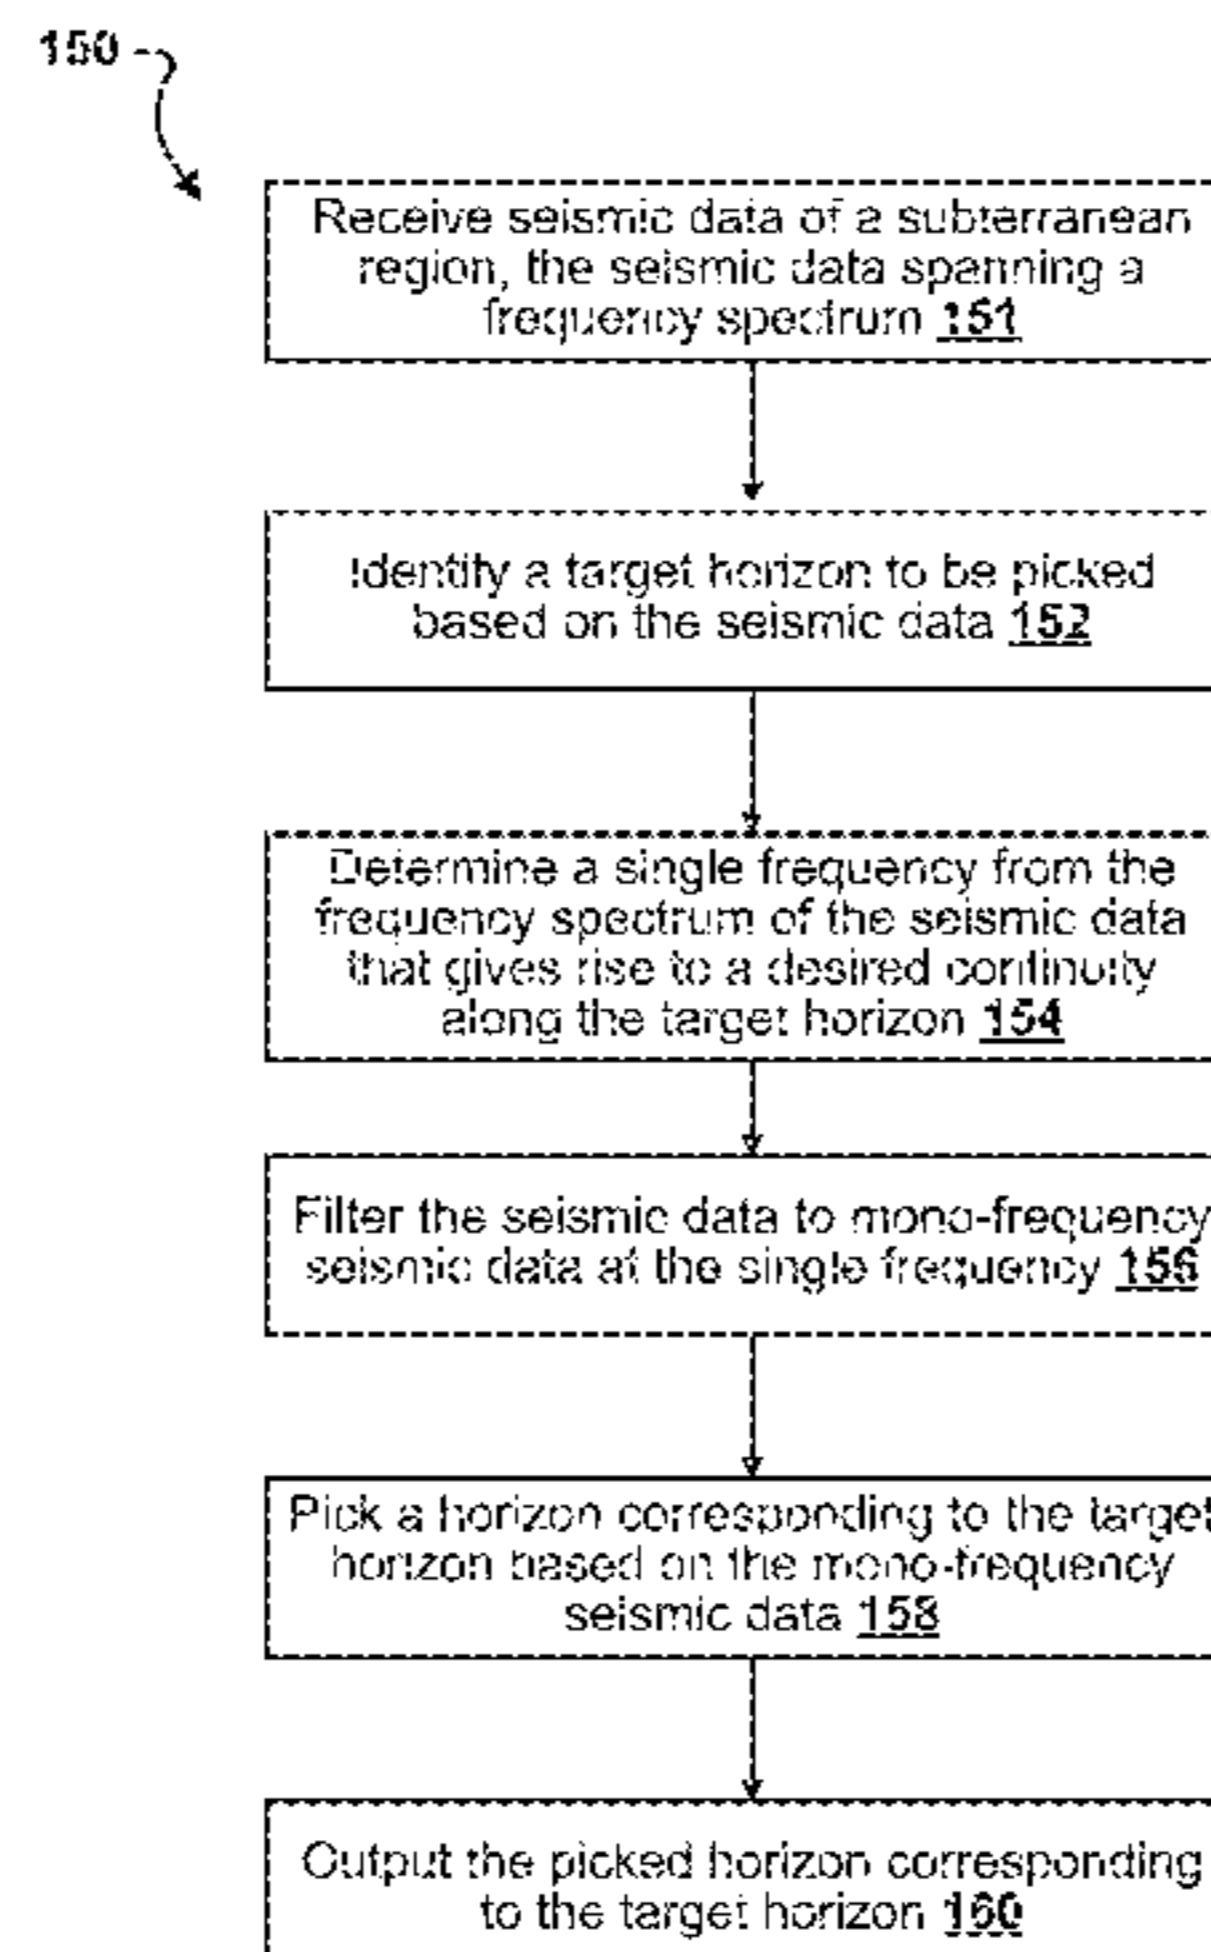 150
Receive seismic data of a subterranean
region, the seismic data spanning a
frequency spectrum 151
Identify a target horizon to be picked
based on the seismic data 152
Determine a single frequency from the
frequency spectrum of the seismic data
that gives rise to a desired continuity
along the target horizon 154
Filter the seismic data to mono-frequency
seismic data at the single frequency 156
Pick a horizon corresponding to the target
horizon based on the mono-frequency
seismic data 158
Output the picked horizon corresponding
to the target horizon 160